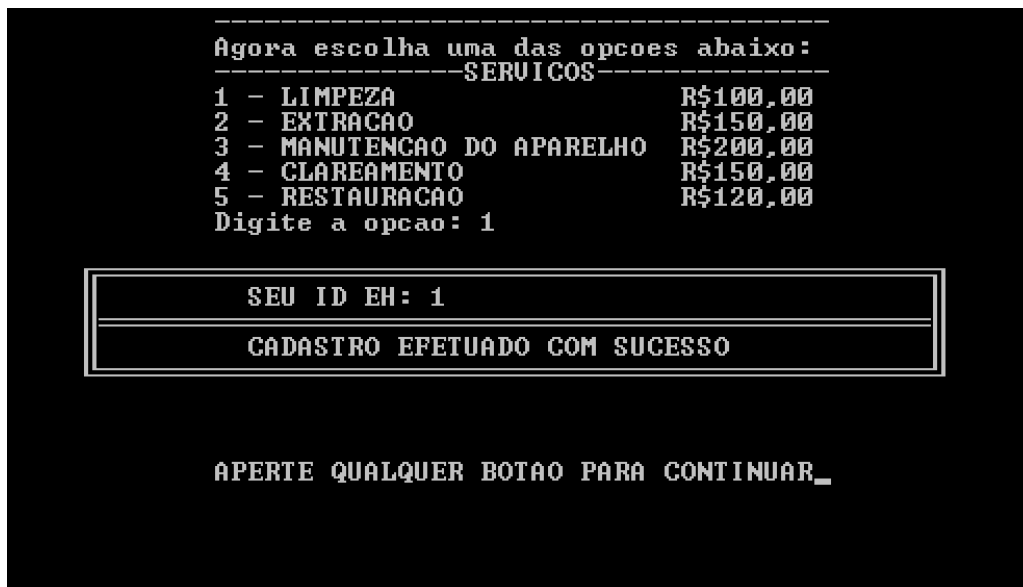 -------------------------------------
Agora escolha uma das opcoes abaixo:
---------------SERVICOS--------------
1 - LIMPEZA                 R$100,00
2 - EXTRACAO                R$150,00
3 - MANUTENCAO DO APARELHO  R$200,00
4 - CLAREAMENTO             R$150,00
5 - RESTAURACAO             R$120,00
Digite a opcao: 1
SEU ID EH: 1
CADASTRO EFETUADO COM SUCESSO
APERTE QUALQUER BOTAO PARA CONTINUAR_